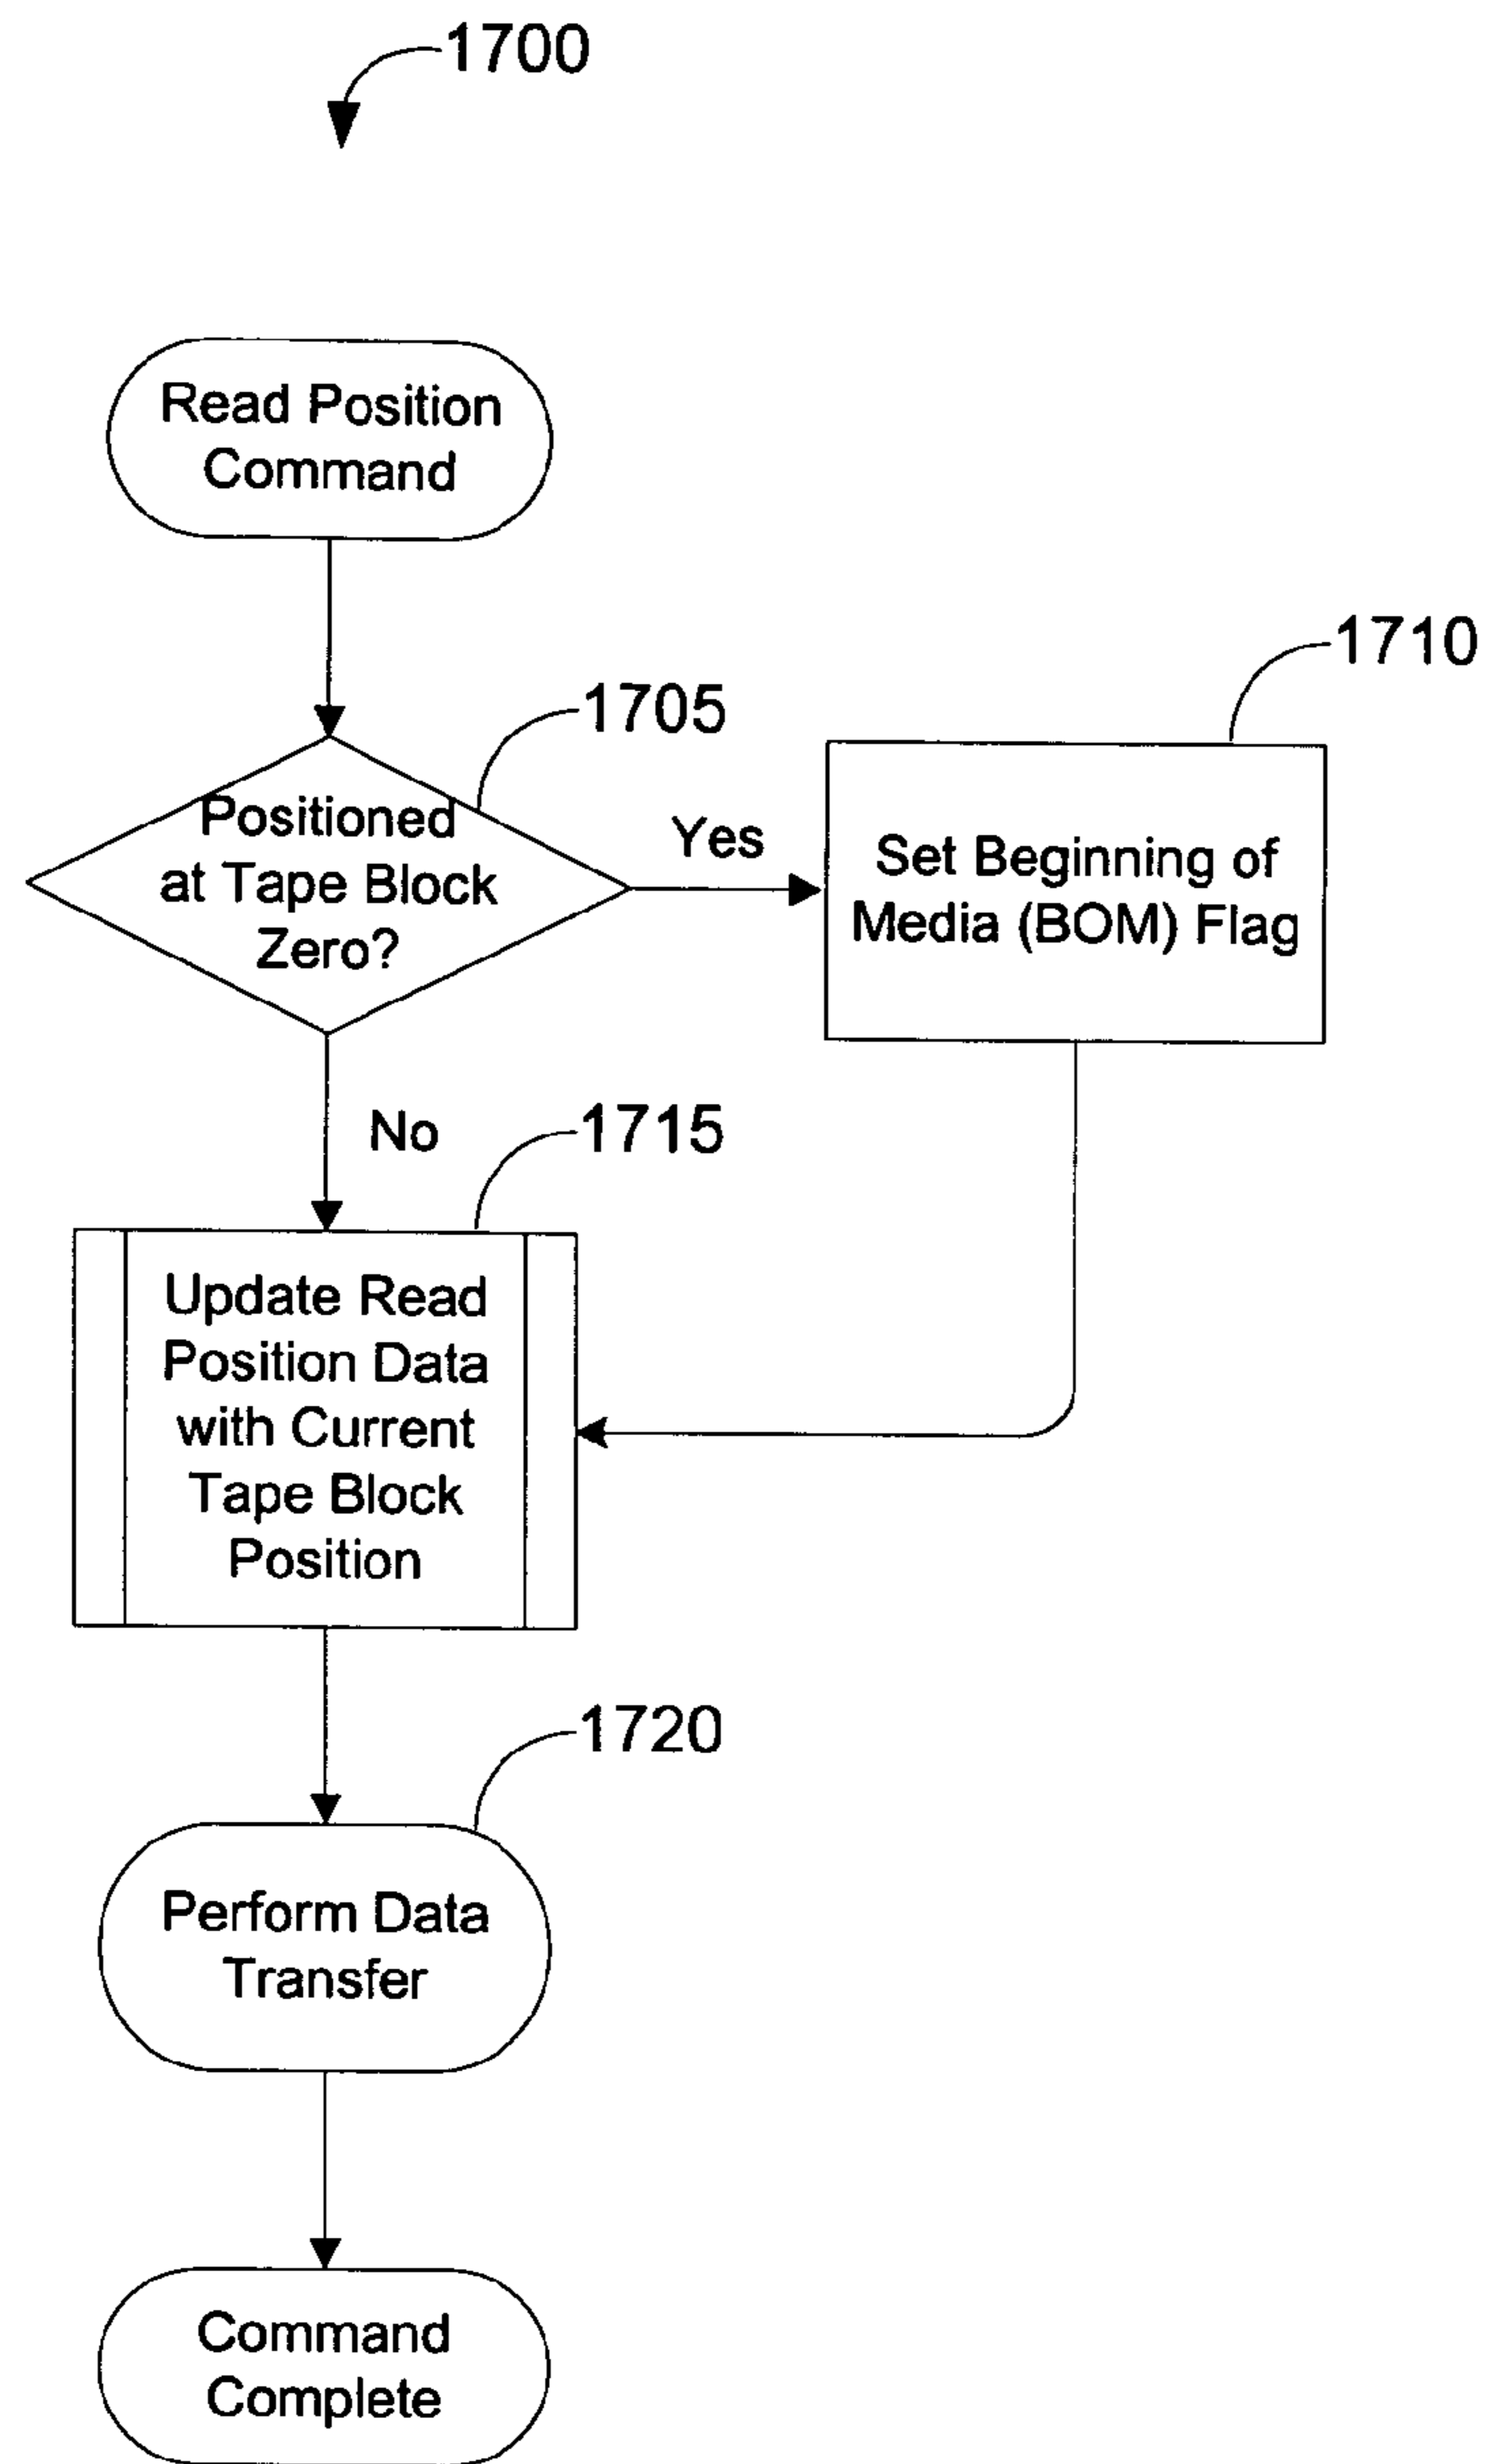 1700
Read Position
Command
1705
1710
Positioned
at Tape Block
Zero?
Yes
Set Beginning of
Media (BOM) Flag
No
1715
Update Read
Position Data
with Current
Tape Block
Position
1720
Perform Data
Transfer
Command
Complete